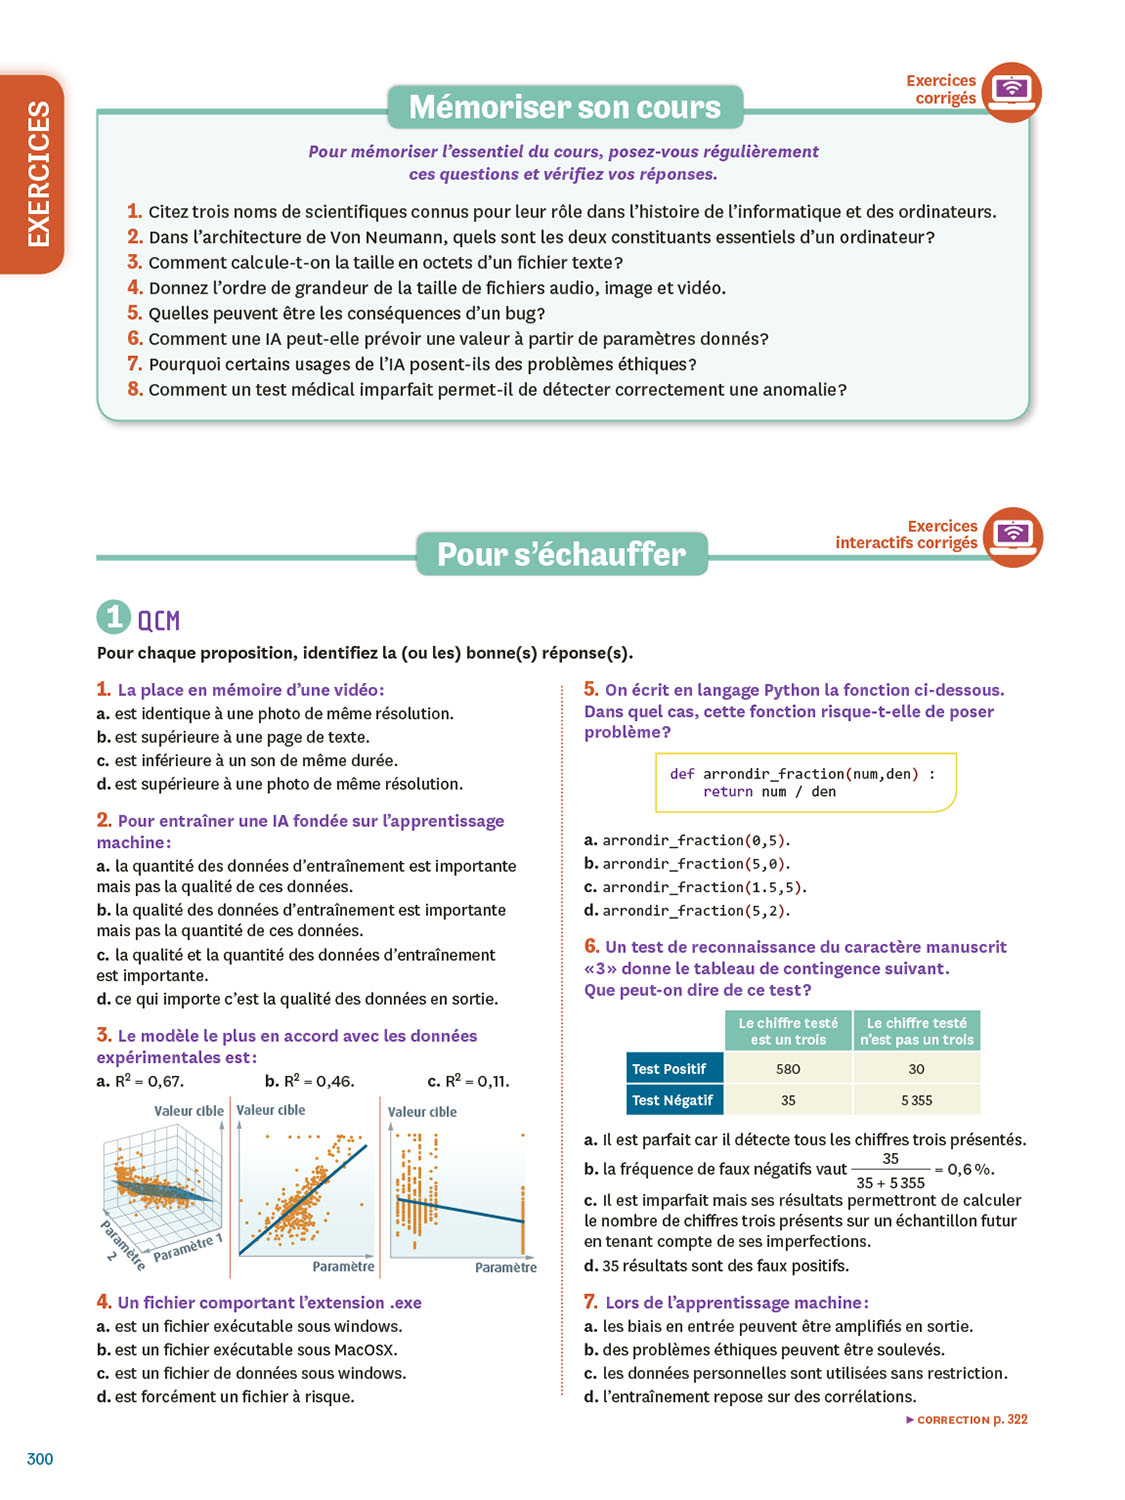 EXERCICES
Exercices
corrigés
Mémoriser son cours
Pour mémoriser l'essentiel du cours, posez-vous régulièrement
ces questions et vérifiez vos réponses.
1. Citez trois noms de scientifiques connus pour leur rôle dans l'histoire de l'informatique et des ordinateurs.
2. Dans l'architecture de Von Neumann, quels sont les deux constituants essentiels d'un ordinateur?
3. Comment calcule-t-on la taille en octets d'un fichier texte?
4. Donnez l'ordre de grandeur de la taille de fichiers audio, image et vidéo.
5. Quelles peuvent être les conséquences d'un bug?
6. Comment une IA peut-elle prévoir une valeur à partir de paramètres donnés?
7. Pourquoi certains usages de l'IA posent-ils des problèmes éthiques?
8. Comment un test médical imparfait permet-il de détecter correctement une anomalie?
Exercices
interactifs corrigés
Pour s'échauffer
1 QCM
Pour chaque proposition, identifiez la (ou les) bonne(s) réponse(s).
1. La place en mémoire d'une vidéo:
a. est identique à une photo de même résolution.
b. est supérieure à une page de texte.
c. est inférieure à un son de même durée.
d. est supérieure à une photo de même résolution.
2. Pour entraîner une IA fondée sur l'apprentissage
machine:
a. la quantité des données d'entraînement est importante
mais pas la qualité de ces données.
b. la qualité des données d'entraînement est importante
mais pas la quantité de ces données.
c. la qualité et la quantité des données d'entraînement
est importante.
d. ce qui importe c'est la qualité des données en sortie.
3. Le modèle le plus en accord avec les données
expérimentales est:
a. R² = 0,67. b. R² = 0,46. c. R² = 0,11.
Valeur cible Valeur cible Valeur cible
Paramètre 2 Paramètre 1 Paramètre Paramètre
4. Un fichier comportant l'extension .exe
a. est un fichier exécutable sous windows.
b. est un fichier exécutable sous MacOSX.
c. est un fichier de données sous windows.
d. est forcément un fichier à risque.
5. On écrit en langage Python la fonction ci-dessous.
Dans quel cas, cette fonction risque-t-elle de poser
problème?
def arrondir_fraction(num,den) :
return num / den
a. arrondir_fraction(0,5).
b. arrondir_fraction(5,0).
c. arrondir_fraction(1.5,5).
d. arrondir_fraction(5,2).
6. Un test de reconnaissance du caractère manuscrit
«3» donne le tableau de contingence suivant.
Que peut-on dire de ce test?
Le chiffre testé est un trois Le chiffre testé n'est pas un trois
Test Positif 580 30
Test Négatif 35 5 355
a. Il est parfait car il détecte tous les chiffres trois présentés.
b. la fréquence de faux négatifs vaut 35 / 35 + 5 355 = 0,6 %.
c. Il est imparfait mais ses résultats permettront de calculer
le nombre de chiffres trois présents sur un échantillon futur
en tenant compte de ses imperfections.
d. 35 résultats sont des faux positifs.
7. Lors de l'apprentissage machine:
a. les biais en entrée peuvent être amplifiés en sortie.
b. des problèmes éthiques peuvent être soulevés.
c. les données personnelles sont utilisées sans restriction.
d. l'entraînement repose sur des corrélations.
▶ CORRECTION p. 322
300